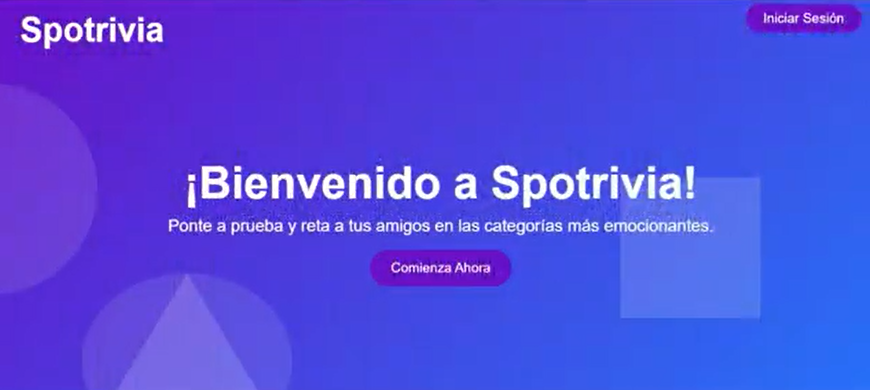 Spotrivia
Iniciar Sesión
¡Bienvenido a Spotrivia!
Ponte a prueba y reta a tus amigos en las categorías más emocionantes.
Comienza Ahora